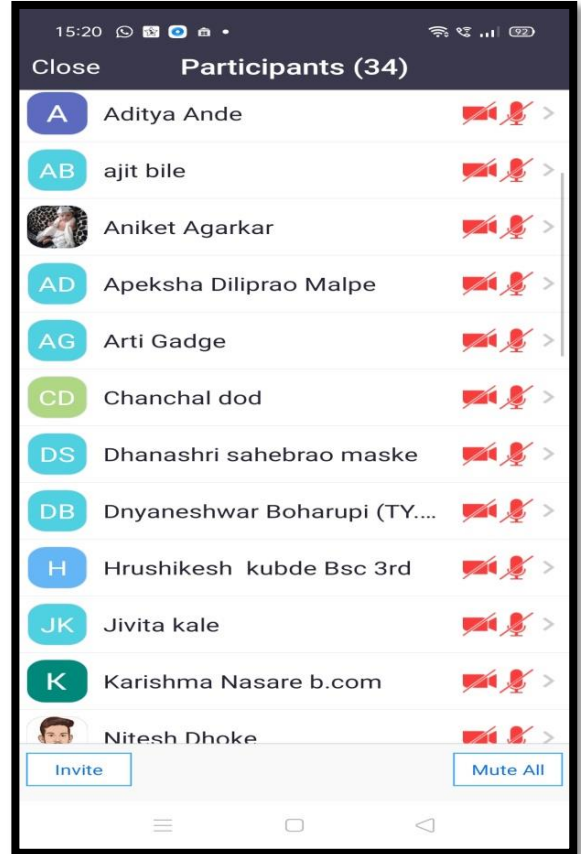 15:20 92
Close Participants (34)
A Aditya Ande
AB ajit bile
Aniket Agarkar
AD Apeksha Diliprao Malpe
AG Arti Gadge
CD Chanchal dod
DS Dhanashri sahebrao maske
DB Dnyaneshwar Boharupi (TY....
H Hrushikesh kubde Bsc 3rd
JK Jivita kale
K Karishma Nasare b.com
Nitesh Dhoke
Invite Mute All